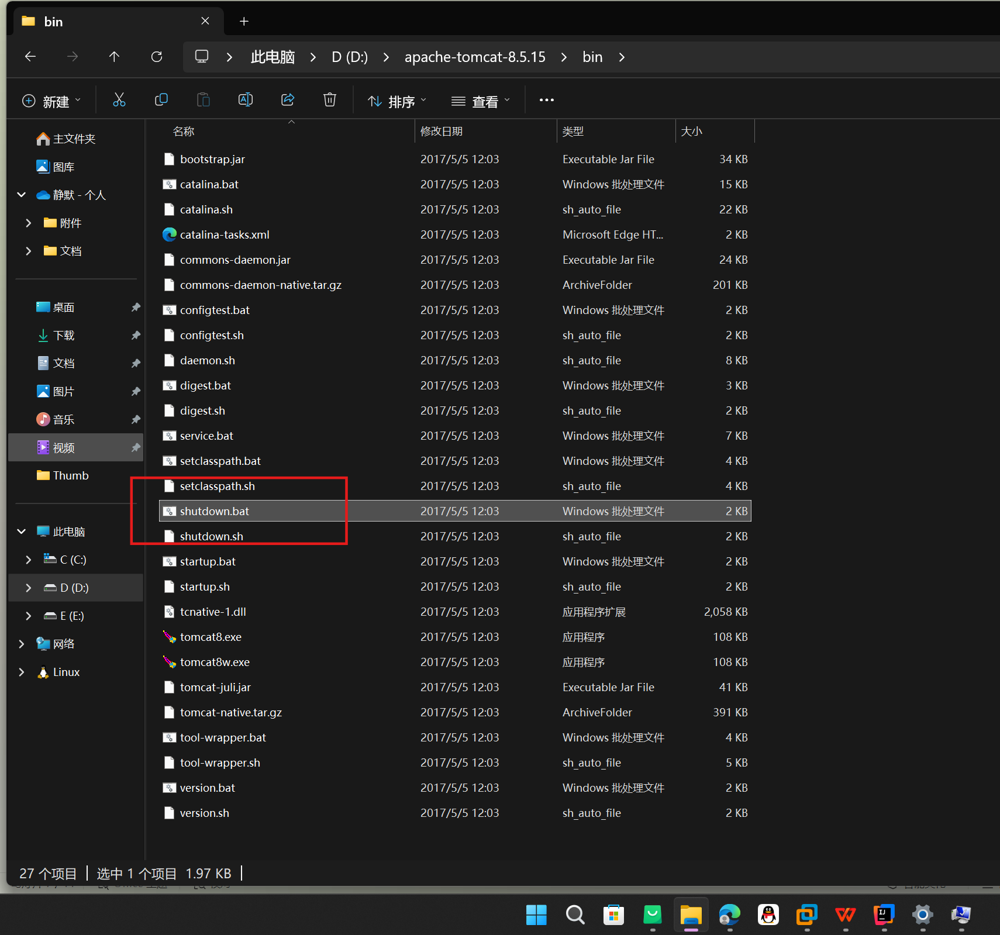 bin
此电脑 D (D:) apache-tomcat-8.5.15 bin
新建 排序 查看
主文件夹
图库
静默 - 个人
附件
文档
桌面
下载
文档
图片
音乐
视频
Thumb
此电脑
C (C:)
D (D:)
E (E:)
网络
Linux
名称 修改日期 类型 大小
bootstrap.jar 2017/5/5 12:03 Executable Jar File 34 KB
catalina.bat 2017/5/5 12:03 Windows 批处理文件 15 KB
catalina.sh 2017/5/5 12:03 sh_auto_file 22 KB
catalina-tasks.xml 2017/5/5 12:03 Microsoft Edge HT... 2 KB
commons-daemon.jar 2017/5/5 12:03 Executable Jar File 24 KB
commons-daemon-native.tar.gz 2017/5/5 12:03 ArchiveFolder 201 KB
configtest.bat 2017/5/5 12:03 Windows 批处理文件 2 KB
configtest.sh 2017/5/5 12:03 sh_auto_file 2 KB
daemon.sh 2017/5/5 12:03 sh_auto_file 8 KB
digest.bat 2017/5/5 12:03 Windows 批处理文件 3 KB
digest.sh 2017/5/5 12:03 sh_auto_file 2 KB
service.bat 2017/5/5 12:03 Windows 批处理文件 7 KB
setclasspath.bat 2017/5/5 12:03 Windows 批处理文件 4 KB
setclasspath.sh 2017/5/5 12:03 sh_auto_file 4 KB
shutdown.bat 2017/5/5 12:03 Windows 批处理文件 2 KB
shutdown.sh 2017/5/5 12:03 sh_auto_file 2 KB
startup.bat 2017/5/5 12:03 Windows 批处理文件 2 KB
startup.sh 2017/5/5 12:03 sh_auto_file 2 KB
tcnative-1.dll 2017/5/5 12:03 应用程序扩展 2,058 KB
tomcat8.exe 2017/5/5 12:03 应用程序 108 KB
tomcat8w.exe 2017/5/5 12:03 应用程序 108 KB
tomcat-juli.jar 2017/5/5 12:03 Executable Jar File 41 KB
tomcat-native.tar.gz 2017/5/5 12:03 ArchiveFolder 391 KB
tool-wrapper.bat 2017/5/5 12:03 Windows 批处理文件 4 KB
tool-wrapper.sh 2017/5/5 12:03 sh_auto_file 5 KB
version.bat 2017/5/5 12:03 Windows 批处理文件 2 KB
version.sh 2017/5/5 12:03 sh_auto_file 2 KB
27 个项目 选中 1 个项目 1.97 KB